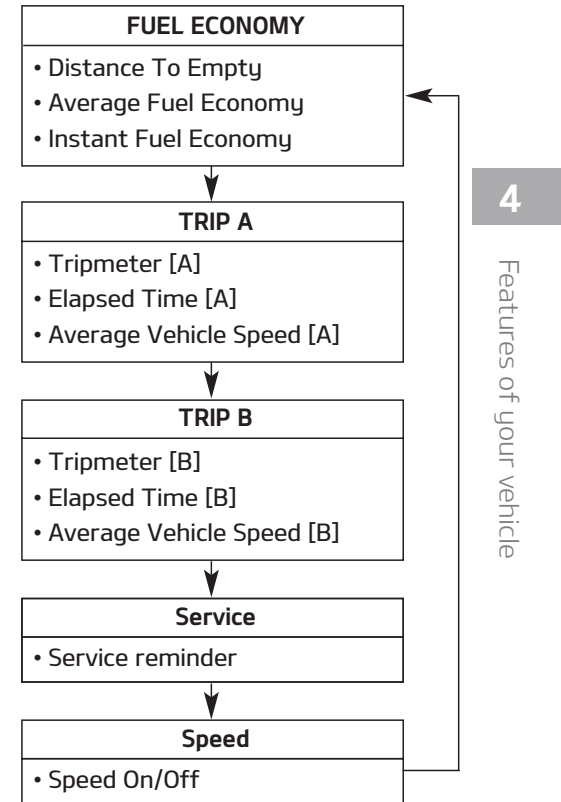 FUEL ECONOMY
• Distance To Empty
• Average Fuel Economy
• Instant Fuel Economy
TRIP A
• Tripmeter [A]
• Elapsed Time [A]
• Average Vehicle Speed [A]
TRIP B
• Tripmeter [B]
• Elapsed Time [B]
• Average Vehicle Speed [B]
Service
• Service reminder
Speed
• Speed On/Off
4
Features of your vehicle